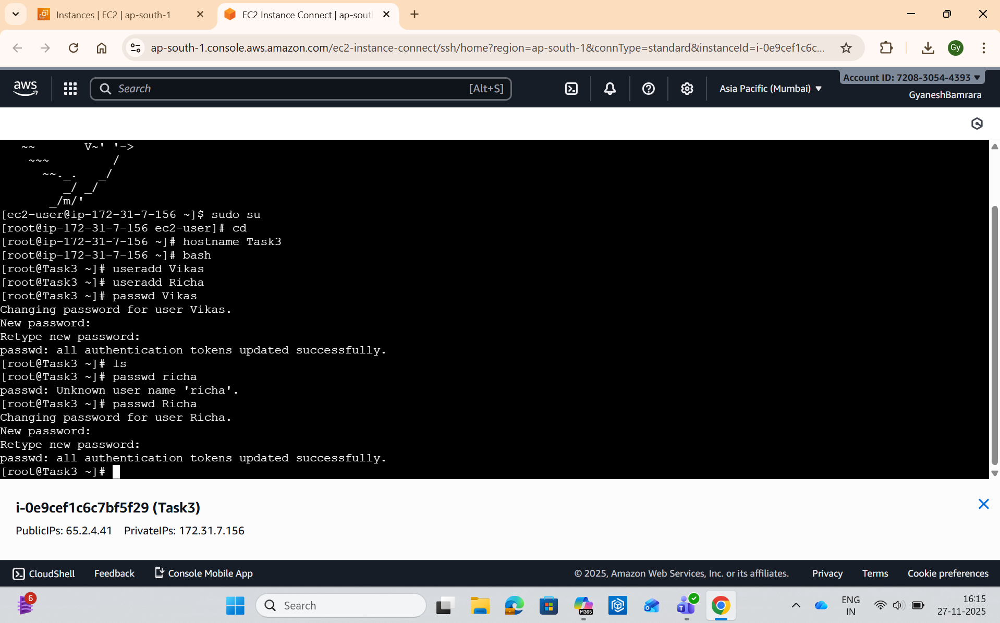 Instances | EC2 | ap-south-1
EC2 Instance Connect | ap-sout
ap-south-1.console.aws.amazon.com/ec2-instance-connect/ssh/home?region=ap-south-1&connType=standard&instanceId=i-0e9cef1c6c...
Gy
aws
Search [Alt+S]
Asia Pacific (Mumbai) ▼
Account ID: 7208-3054-4393 ▼
GyaneshBamrara
~~       V~' '->
~~~         /
~~._.   _/
_/ _/
_/m/'
[ec2-user@ip-172-31-7-156 ~]$ sudo su
[root@ip-172-31-7-156 ec2-user]# cd
[root@ip-172-31-7-156 ~]# hostname Task3
[root@ip-172-31-7-156 ~]# bash
[root@Task3 ~]# useradd Vikas
[root@Task3 ~]# useradd Richa
[root@Task3 ~]# passwd Vikas
Changing password for user Vikas.
New password:
Retype new password:
passwd: all authentication tokens updated successfully.
[root@Task3 ~]# ls
[root@Task3 ~]# passwd richa
passwd: Unknown user name 'richa'.
[root@Task3 ~]# passwd Richa
Changing password for user Richa.
New password:
Retype new password:
passwd: all authentication tokens updated successfully.
[root@Task3 ~]#
i-0e9cef1c6c7bf5f29 (Task3)
PublicIPs: 65.2.4.41 PrivateIPs: 172.31.7.156
CloudShell Feedback Console Mobile App © 2025, Amazon Web Services, Inc. or its affiliates. Privacy Terms Cookie preferences
6
Search
M365
ENG
IN
16:15
27-11-2025